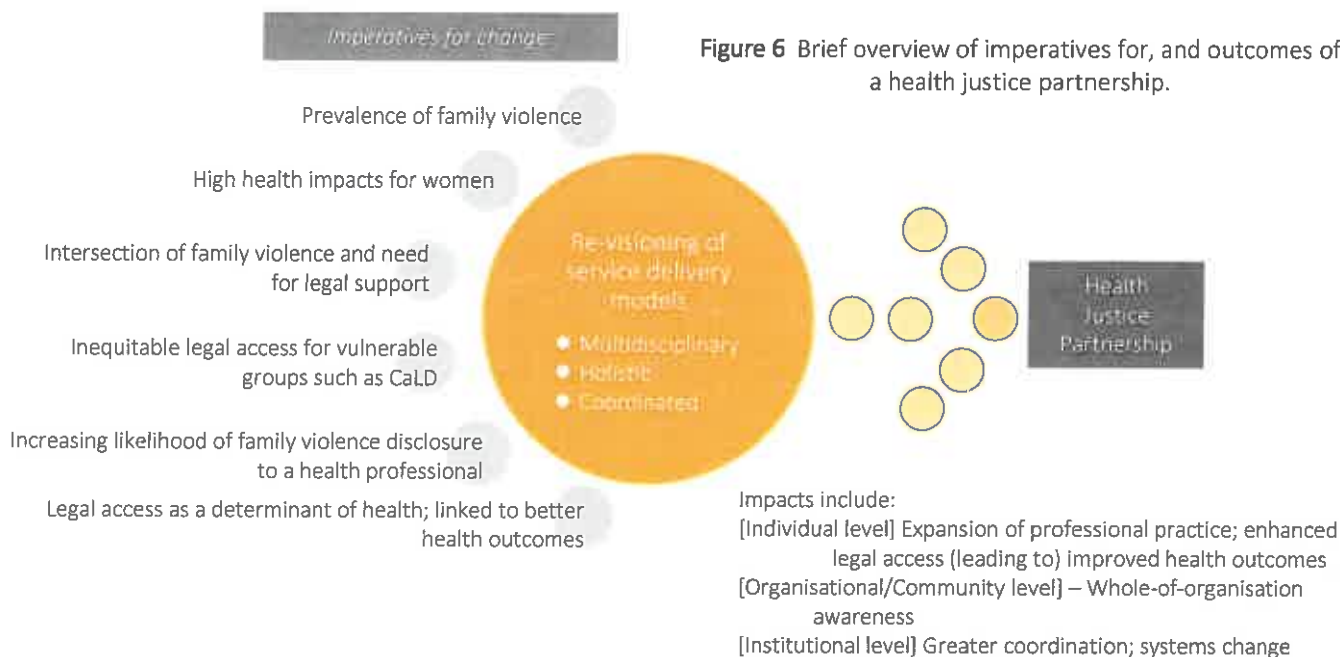 Imperatives for change
Figure 6 Brief overview of imperatives for, and outcomes of
a health justice partnership.
Prevalence of family violence
High health impacts for women
Intersection of family violence and need
for legal support
Inequitable legal access for vulnerable
groups such as CaLD
Increasing likelihood of family violence disclosure
to a health professional
Legal access as a determinant of health; linked to better
health outcomes
Re-visioning of
service delivery
models
● Multidisciplinary
● Holistic
● Coordinated
Health
Justice
Partnership
Impacts include:
[Individual level] Expansion of professional practice; enhanced
legal access (leading to) improved health outcomes
[Organisational/Community level] – Whole-of-organisation
awareness
[Institutional level] Greater coordination; systems change